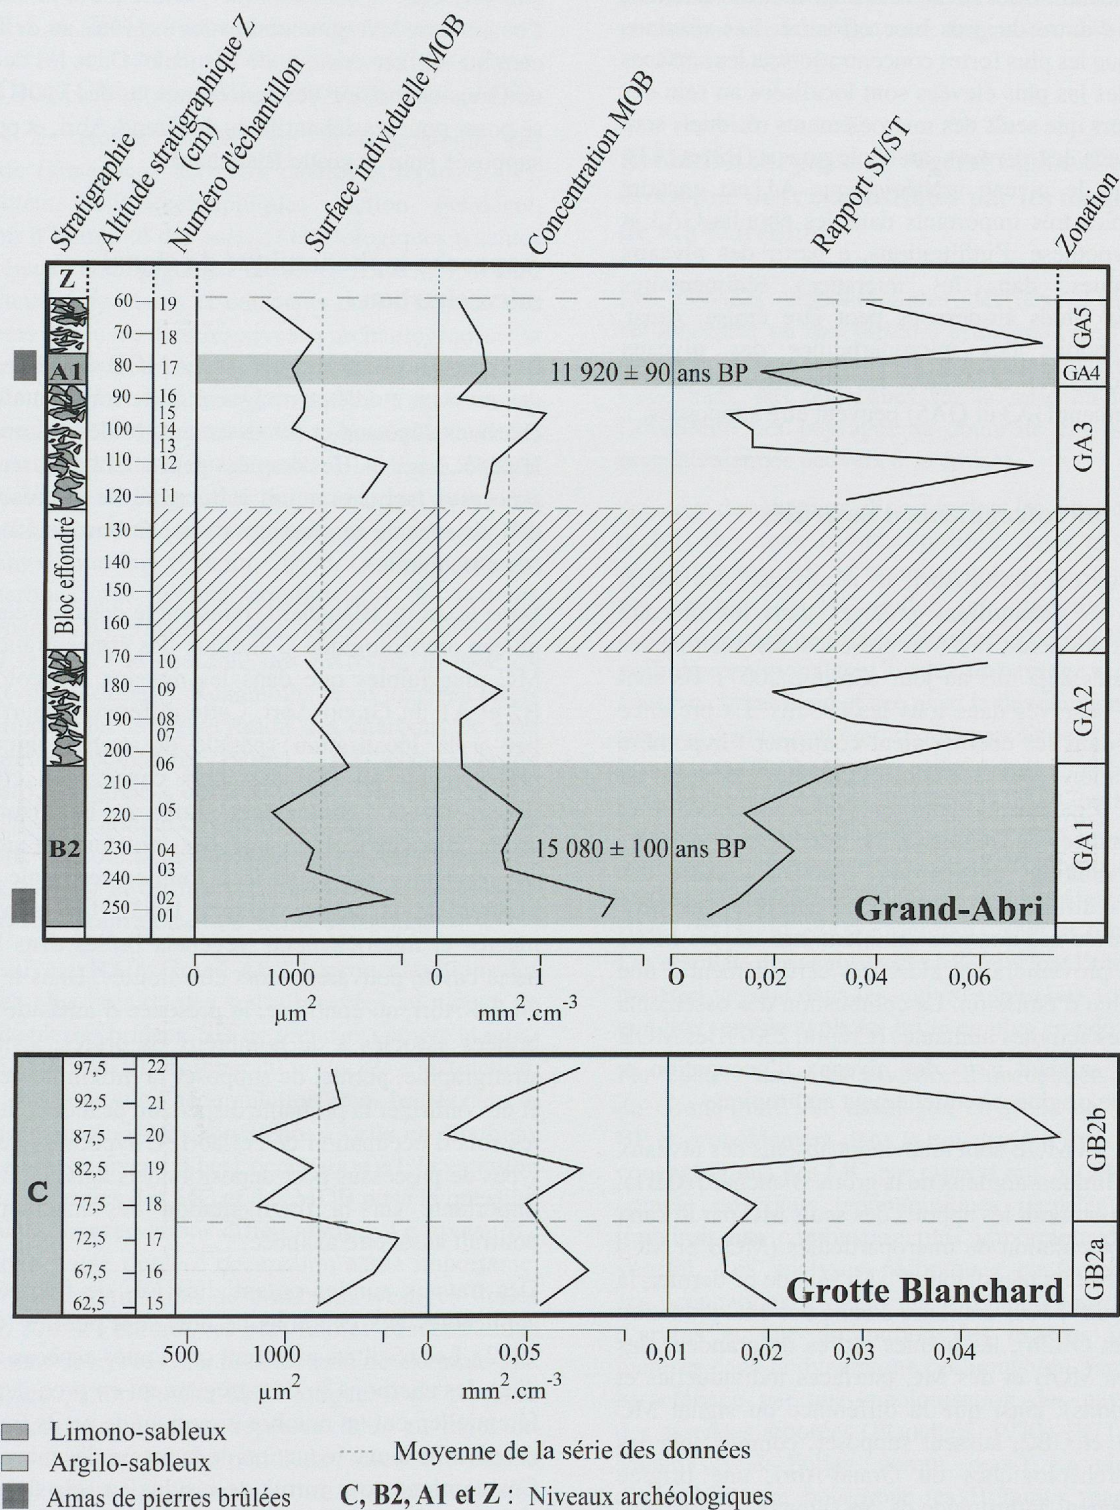 Stratigraphie
Altitude stratigraphique Z
(cm)
Numéro d'échantillon
Surface individuelle MOB
Concentration MOB
Rapport SI/ST
Zonation
Z
A1
Bloc effondré
B2
60
70
80
90
100
110
120
130
140
150
160
170
180
190
200
210
220
230
240
250
19
18
17
16
15
14
13
12
11
10
09
08
07
06
05
04
03
02
01
11 920 ± 90 ans BP
15 080 ± 100 ans BP
Grand-Abri
GA5
GA4
GA3
GA2
GA1
0 1000
µm²
0 1
mm².cm⁻³
0 0,02 0,04 0,06
C
97,5 22
92,5 21
87,5 20
82,5 19
77,5 18
72,5 17
67,5 16
62,5 15
Grotte Blanchard
GB2b
GB2a
500 1000
µm²
0 0,05
mm².cm⁻³
0,01 0,02 0,03 0,04
Limono-sableux
Argilo-sableux
Amas de pierres brûlées
Moyenne de la série des données
C, B2, A1 et Z : Niveaux archéologiques